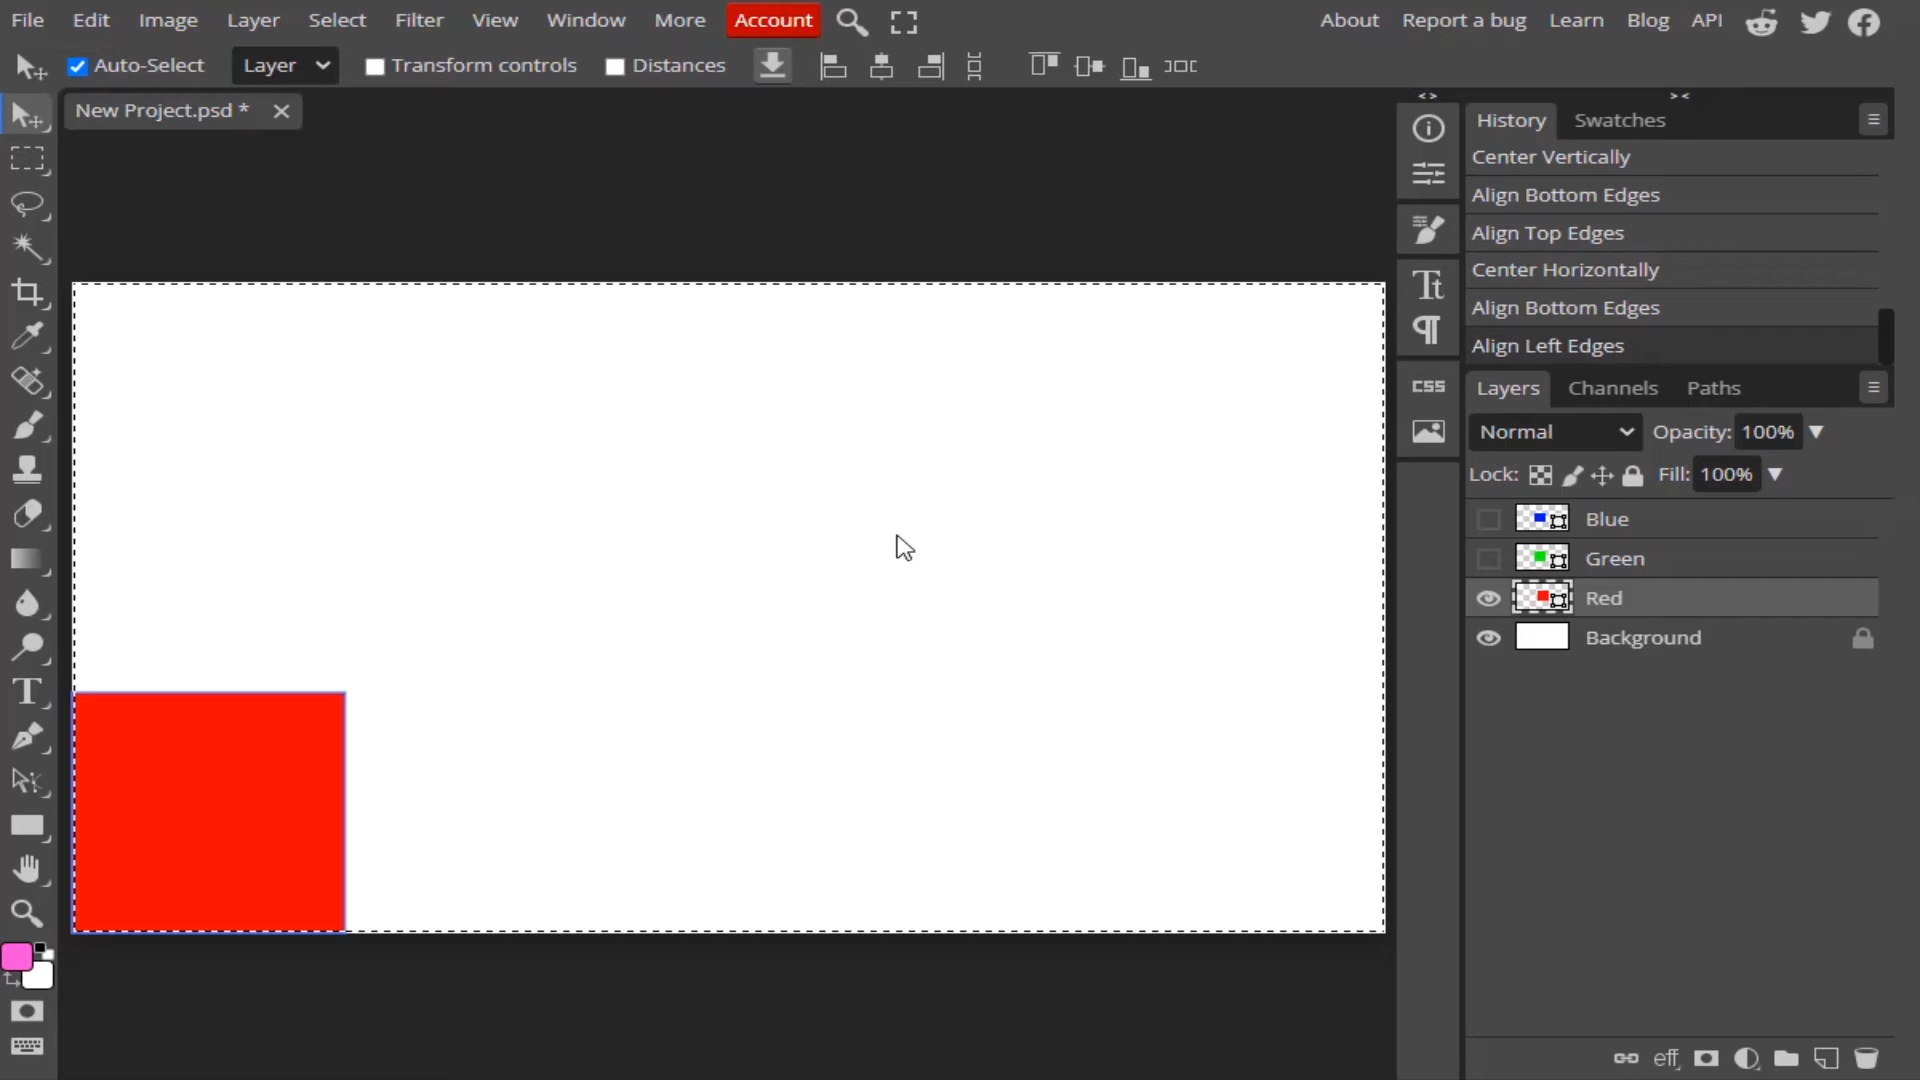 File Edit Image Layer Select Filter View Window More Account About Report a bug Learn Blog API
Auto-Select Layer Transform controls Distances
New Project.psd *
History Swatches
Center Vertically
Align Bottom Edges
Align Top Edges
Center Horizontally
Align Bottom Edges
Align Left Edges
CSS
Layers Channels Paths
Normal Opacity: 100%
Lock: Fill: 100%
Blue
Green
Red
Background
eff